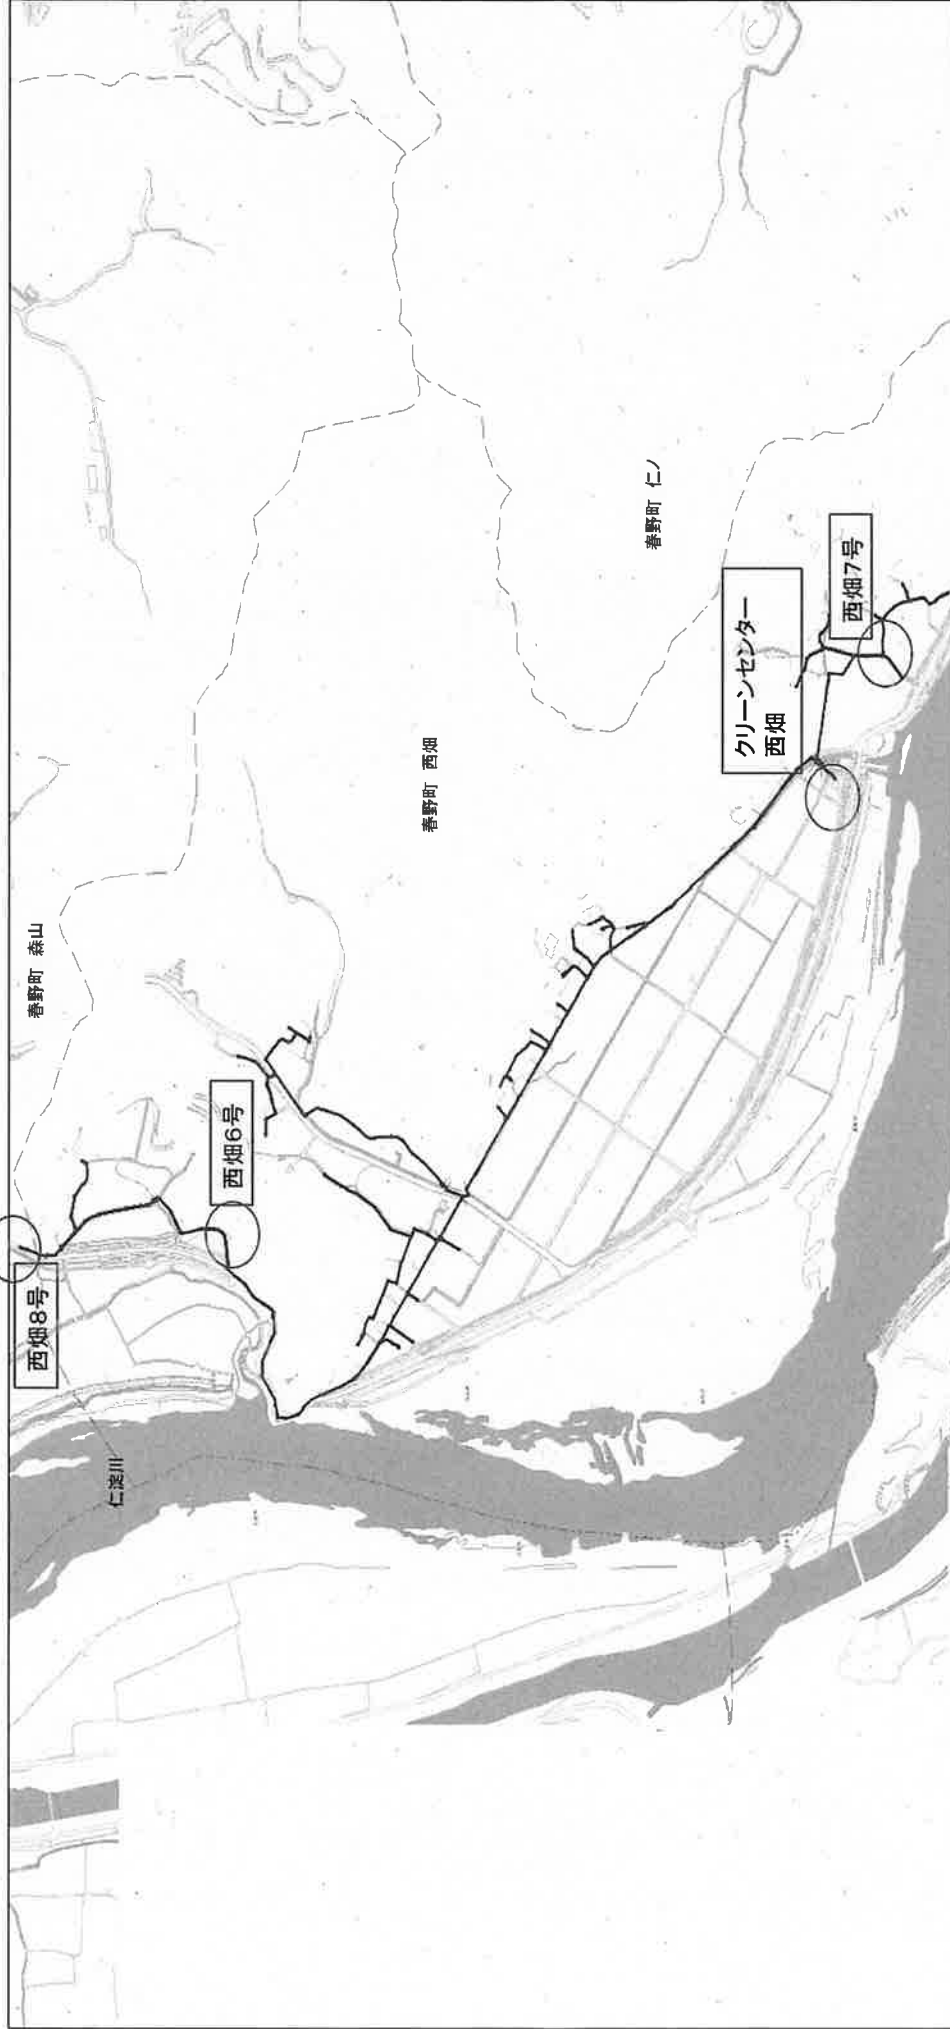 春野町 森山
西畑8号
西畑6号
仁淀川
春野町 西畑
春野町 仁ノ
クリーンセンター
西畑
西畑7号